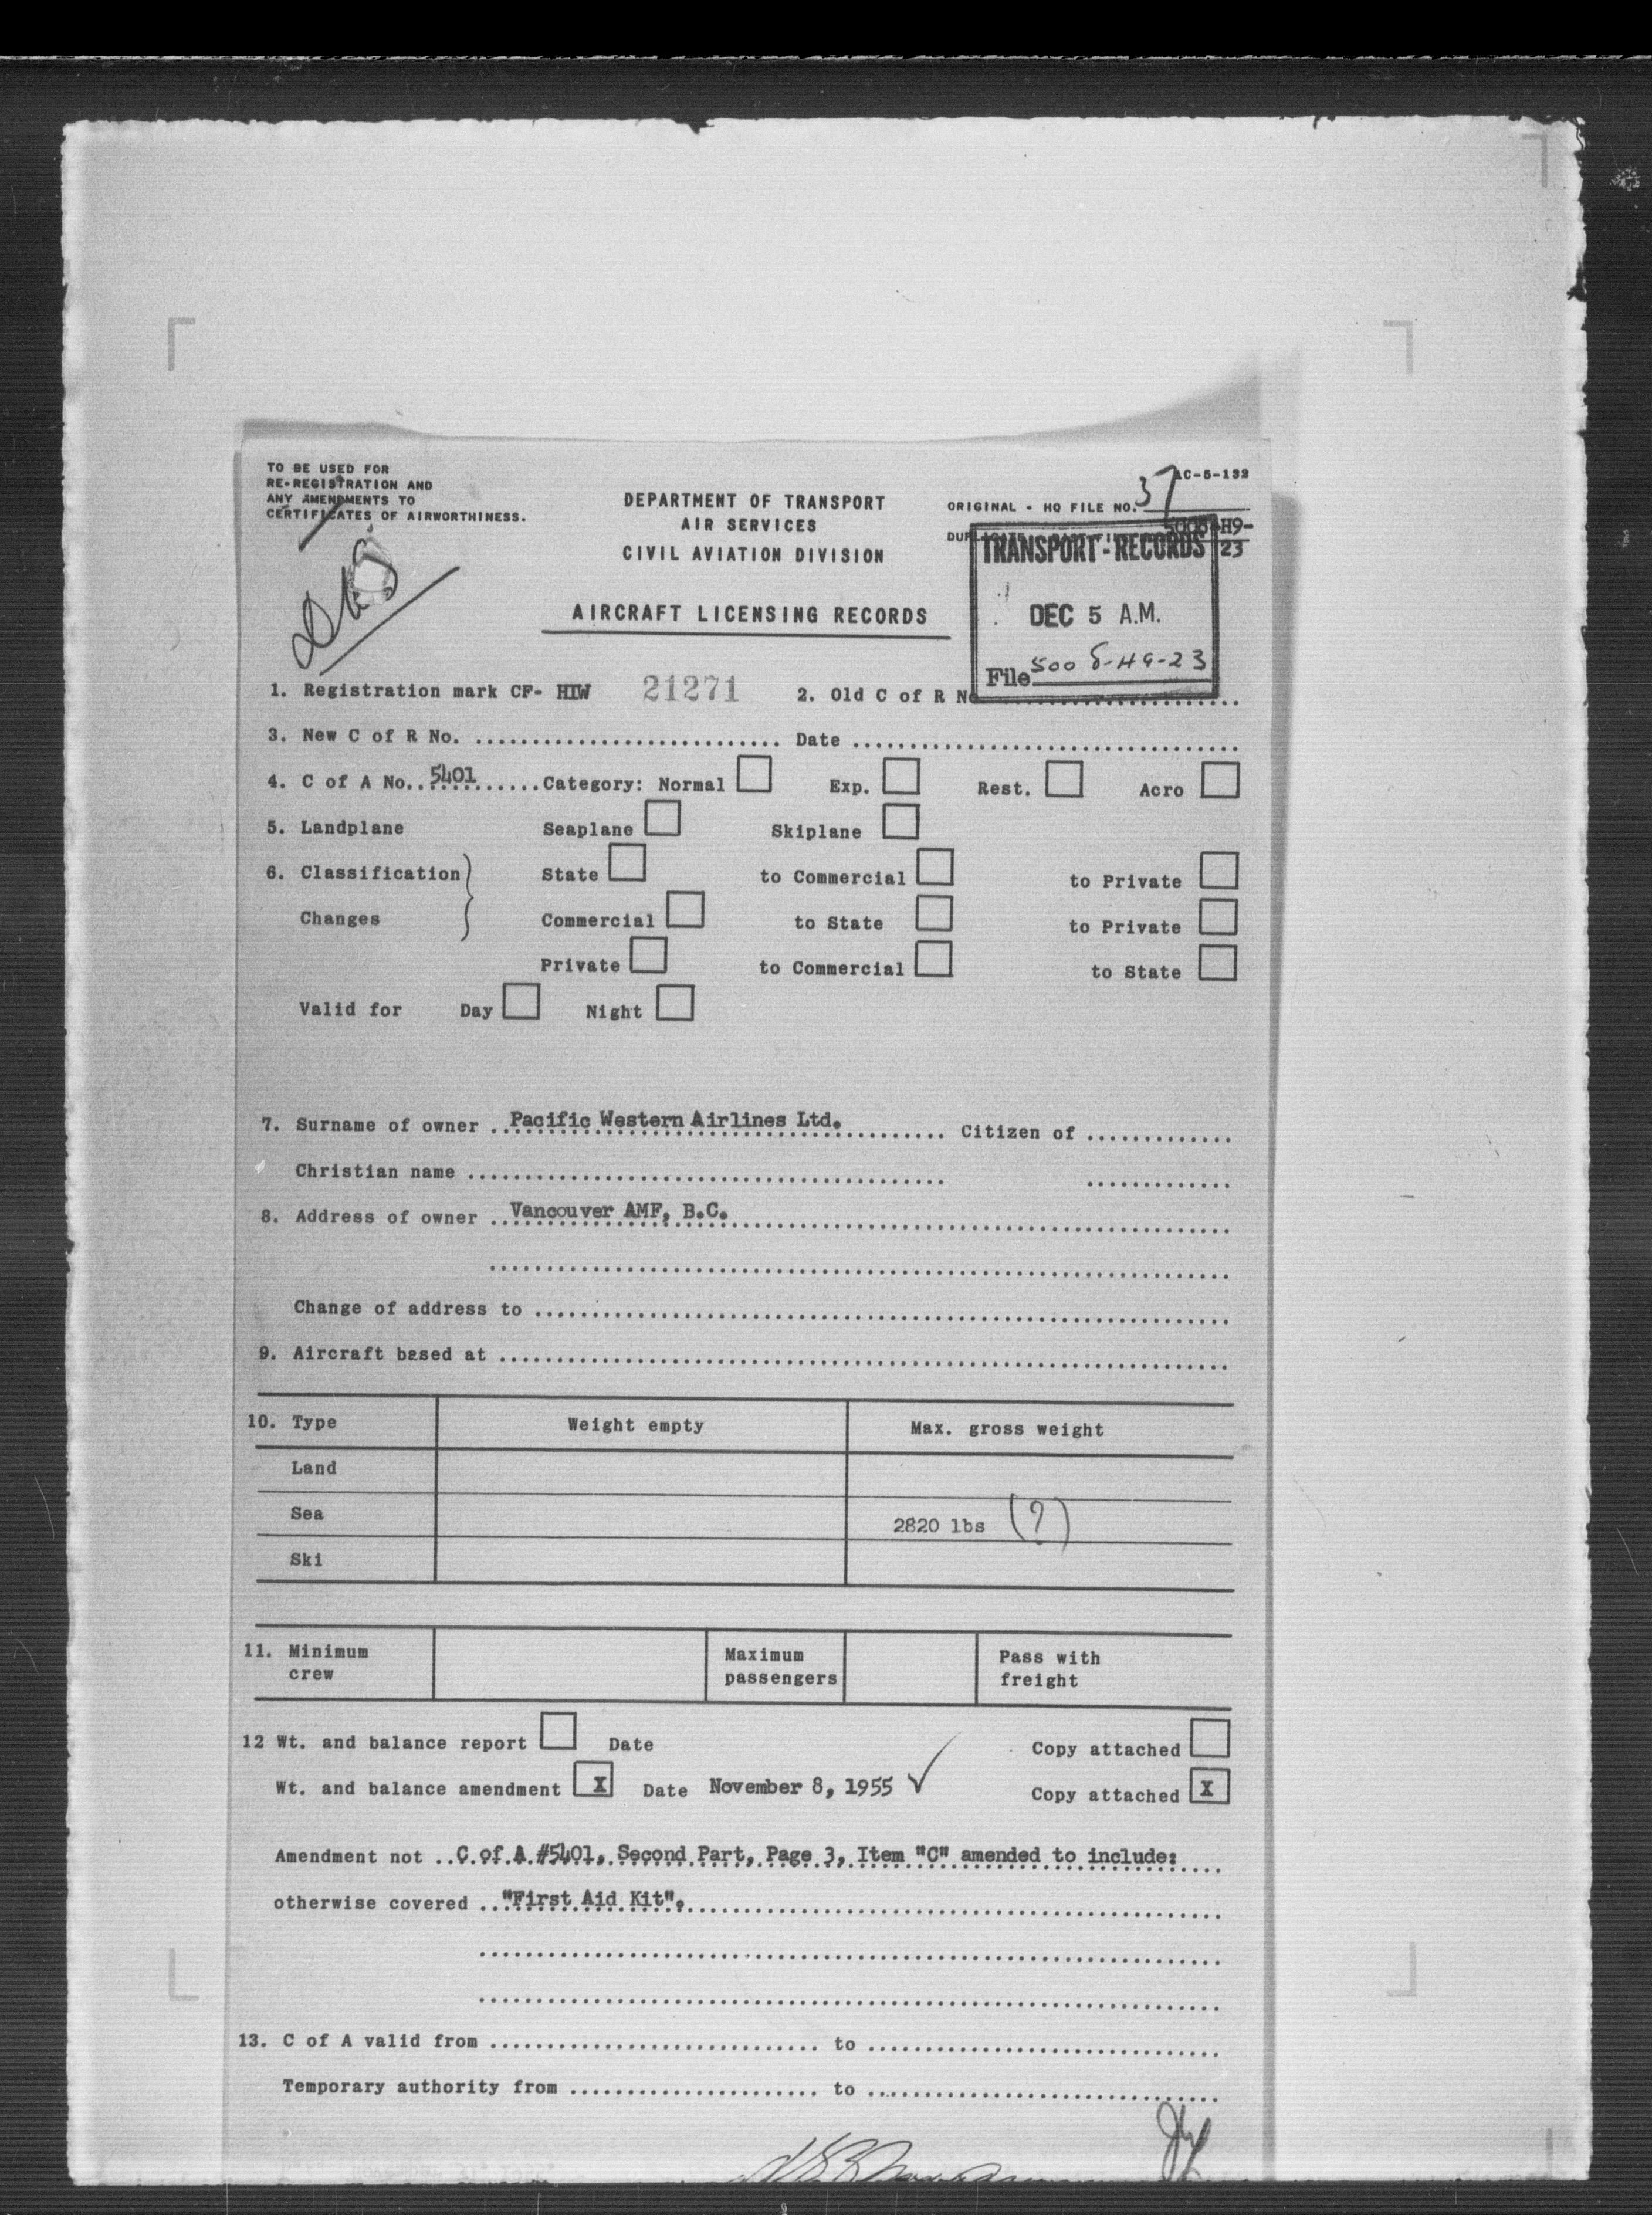 TO BE USED FOR
RE-REGISTRATION AND
ANY AMENDMENTS TO
CERTIFICATES OF AIRWORTHINESS.
DEPARTMENT OF TRANSPORT
AIR SERVICES
CIVIL AVIATION DIVISION
AIRCRAFT LICENSING RECORDS
AC-5-132
ORIGINAL - HQ FILE NO. 37
5008-H9-
23
TRANSPORT - RECORDS
DEC 5 A.M.
File 5008-H9-23
1. Registration mark CF- HIW 21271 2. Old C of R No
3. New C of R No. .......... Date ..........
4. C of A No. 5401 Category: Normal Exp. Rest. Acro
5. Landplane Seaplane Skiplane
6. Classification State to Commercial to Private
Changes Commercial to State to Private
Private to Commercial to State
Valid for Day Night
7. Surname of owner Pacific Western Airlines Ltd. Citizen of ..........
Christian name ..........
8. Address of owner Vancouver AMF, B.C.
Change of address to ..........
9. Aircraft based at ..........
10. Type Weight empty Max. gross weight
Land
Sea 2820 lbs (?)
Ski
11. Minimum crew Maximum passengers Pass with freight
12 Wt. and balance report Date Copy attached
Wt. and balance amendment X Date November 8, 1955 ✓ Copy attached X
Amendment not C of A #5401, Second Part, Page 3, Item "C" amended to include:
otherwise covered "First Aid Kit".
13. C of A valid from .......... to ..........
Temporary authority from .......... to ..........